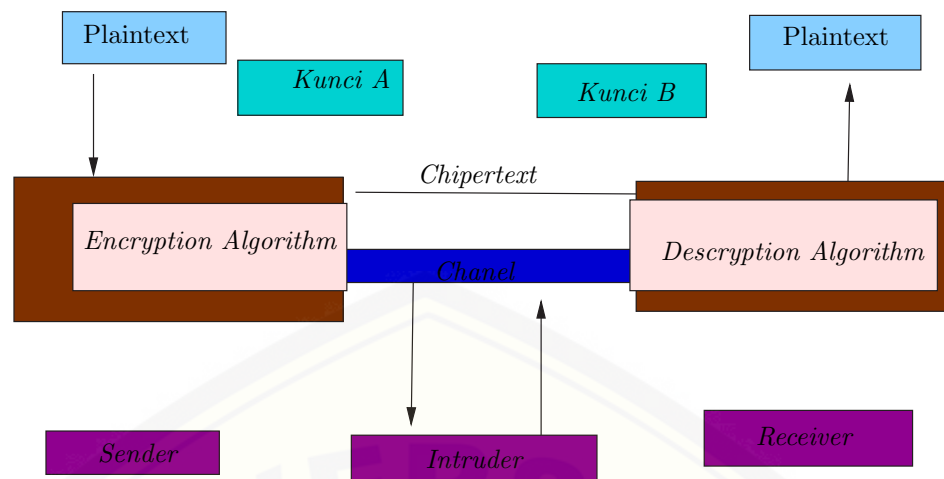 Plaintext
Plaintext
Kunci A
Kunci B
Chipertext
Encryption Algorithm
Descryption Algorithm
Chanel
Sender
Intruder
Receiver